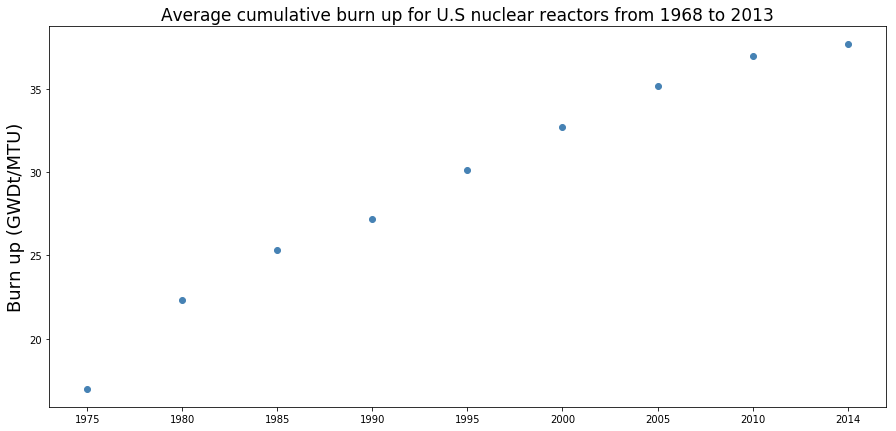 Average cumulative burn up for U.S nuclear reactors from 1968 to 2013
Burn up (GWDt/MTU)
35
30
25
20
1975 1980 1985 1990 1995 2000 2005 2010 2014